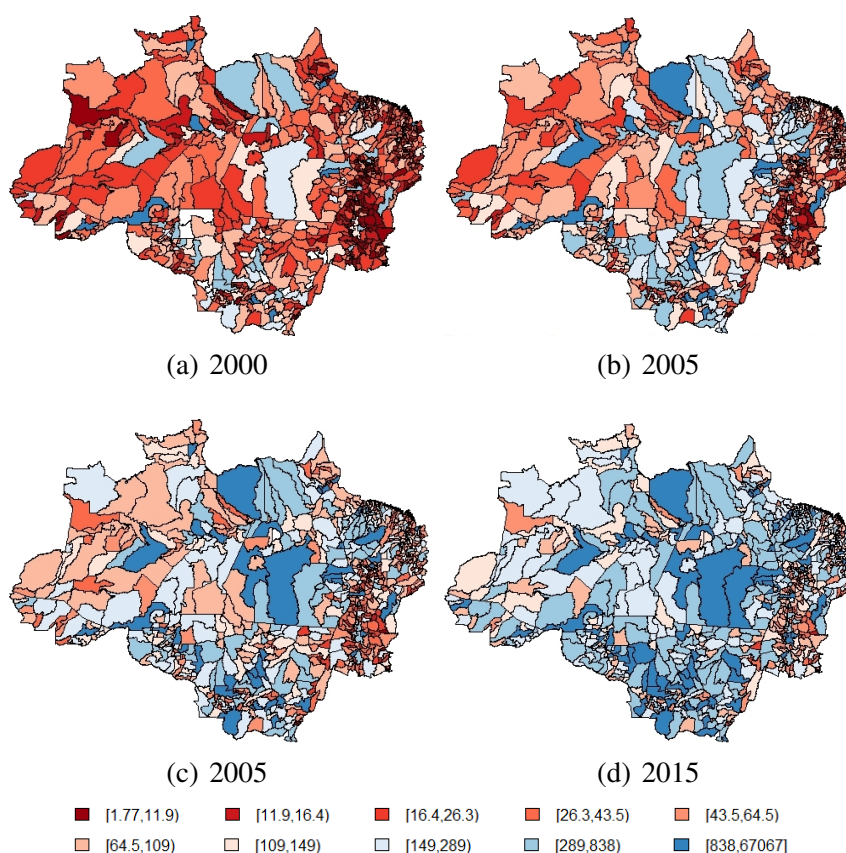 (a) 2000
(b) 2005
(c) 2005
(d) 2015
[1.77,11.9) [11.9,16.4) [16.4,26.3) [26.3,43.5) [43.5,64.5)
[64.5,109) [109,149) [149,289) [289,838) [838,67067]